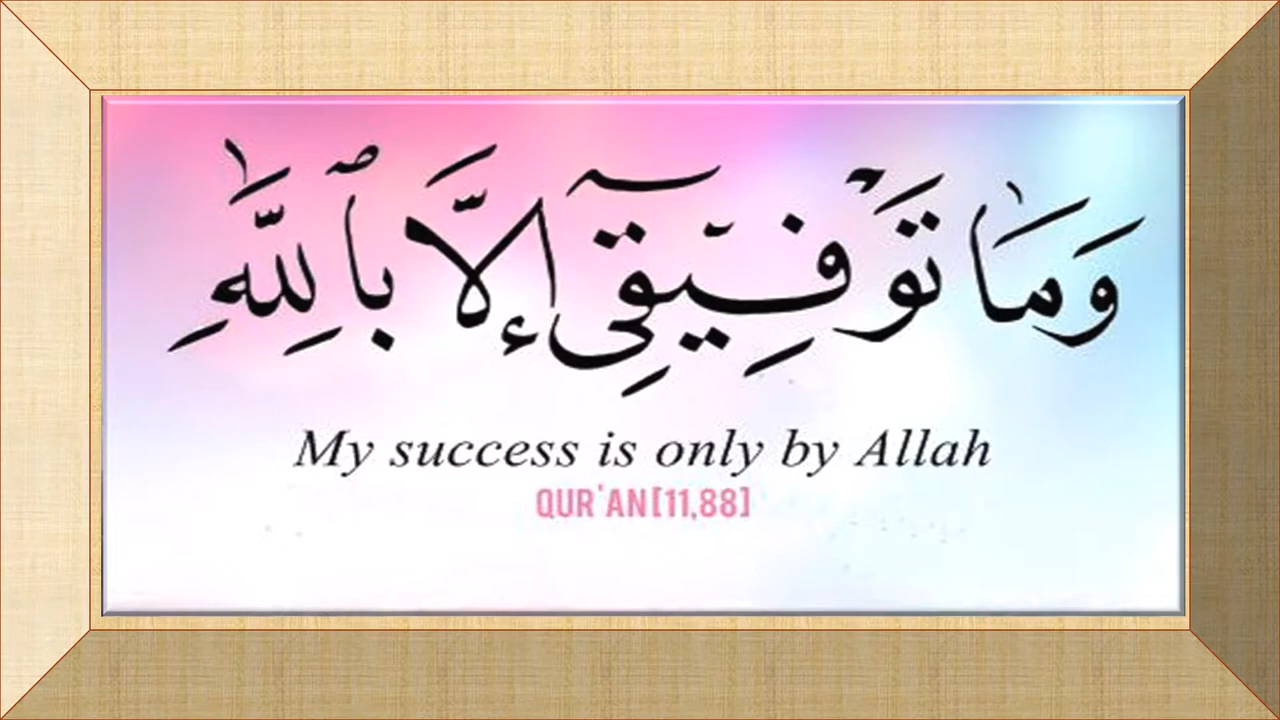 وَمَا تَوْفِيقِىٓ إِلَّا بِٱللَّهِ
My success is only by Allah
QUR'AN[11,88]